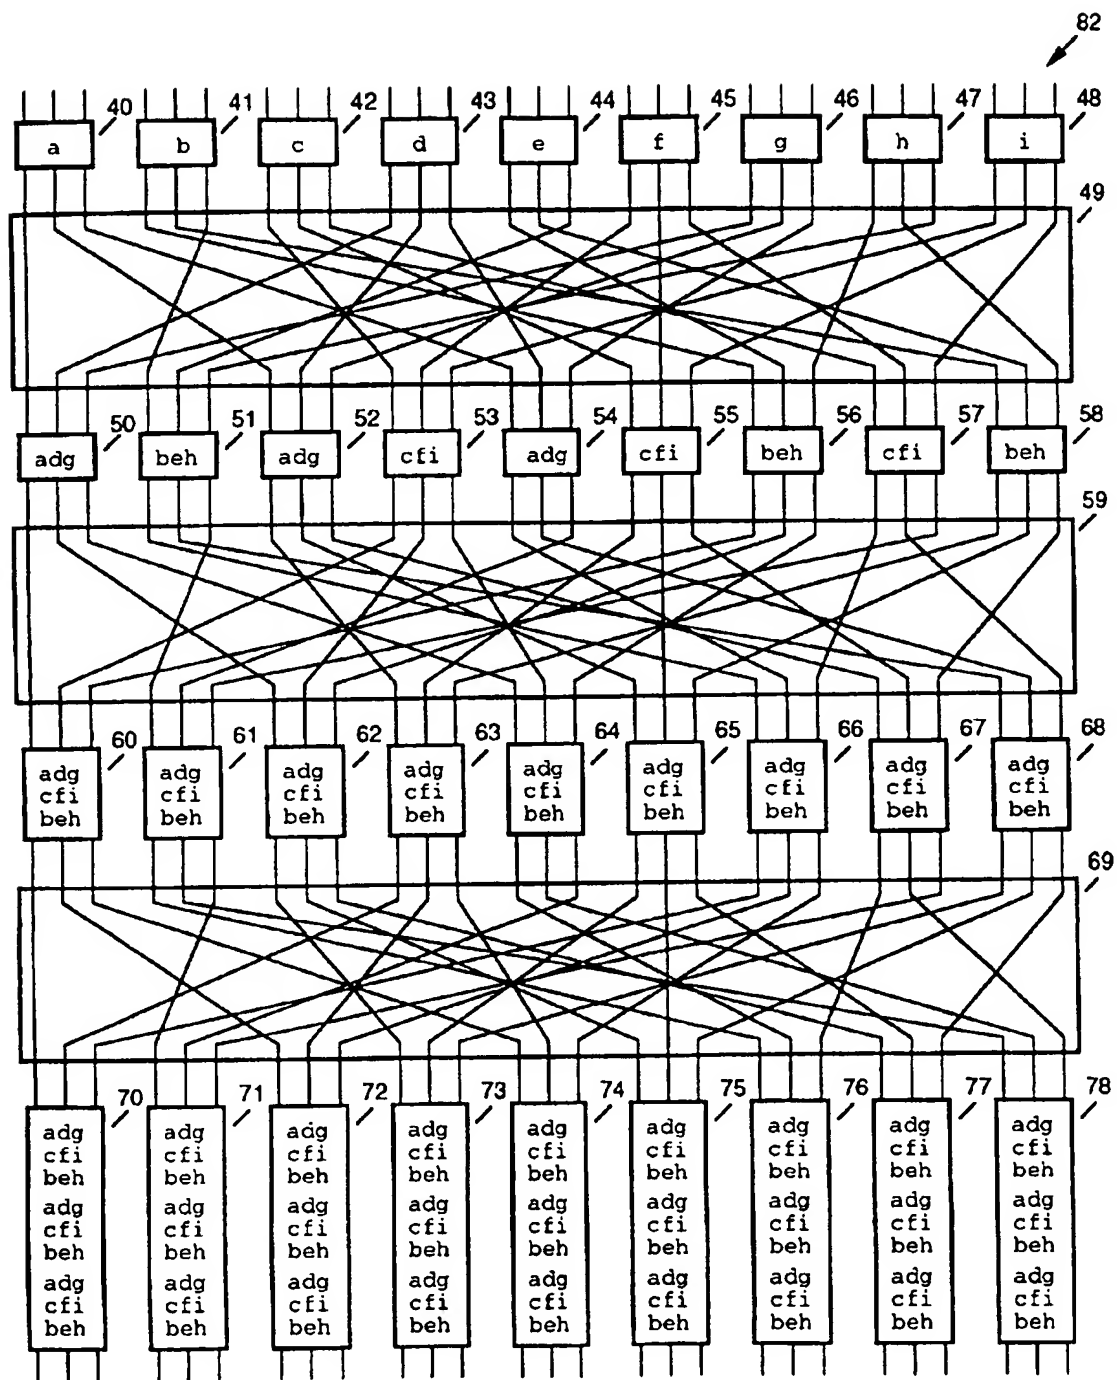 82
40 41 42 43 44 45 46 47 48
a b c d e f g h i
49
50 51 52 53 54 55 56 57 58
adg beh adg cfi adg cfi beh cfi beh
59
60 61 62 63 64 65 66 67 68
adg adg adg adg adg adg adg adg adg
cfi cfi cfi cfi cfi cfi cfi cfi cfi
beh beh beh beh beh beh beh beh beh
69
70 71 72 73 74 75 76 77 78
adg adg adg adg adg adg adg adg adg
cfi cfi cfi cfi cfi cfi cfi cfi cfi
beh beh beh beh beh beh beh beh beh
adg adg adg adg adg adg adg adg adg
cfi cfi cfi cfi cfi cfi cfi cfi cfi
beh beh beh beh beh beh beh beh beh
adg adg adg adg adg adg adg adg adg
cfi cfi cfi cfi cfi cfi cfi cfi cfi
beh beh beh beh beh beh beh beh beh